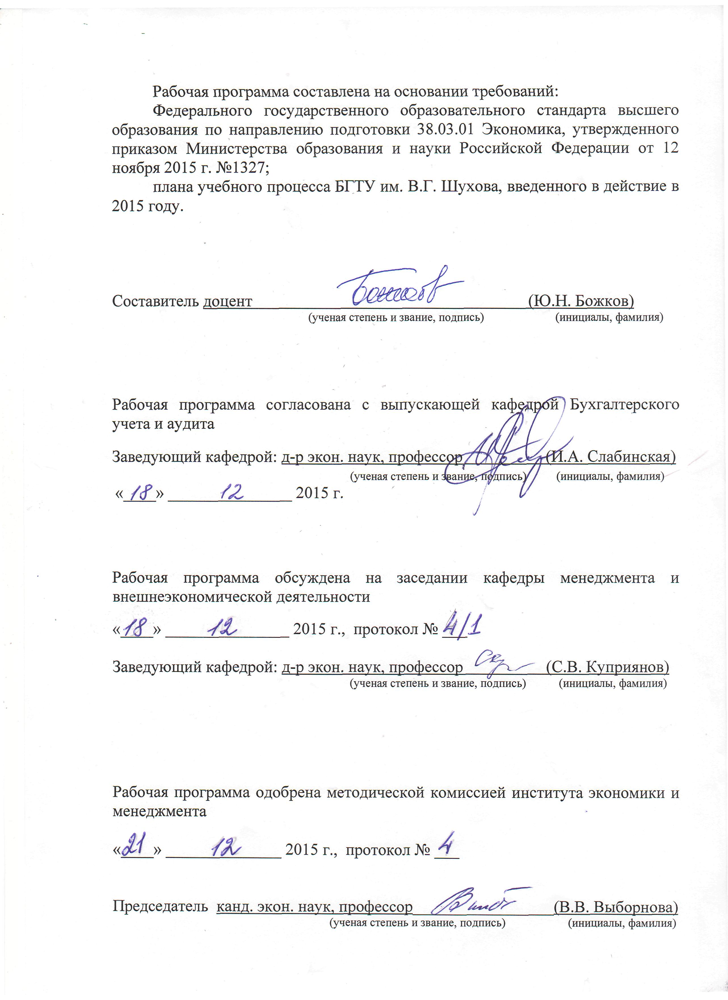 Рабочая программа составлена на основании требований:
Федерального государственного образовательного стандарта высшего
образования по направлению подготовки 38.03.01 Экономика, утвержденного
приказом Министерства образования и науки Российской Федерации от 12
ноября 2015 г. №1327;
плана учебного процесса БГТУ им. В.Г. Шухова, введенного в действие в
2015 году.
Составитель доцент (Ю.Н. Божков)
(ученая степень и звание, подпись) (инициалы, фамилия)
Рабочая программа согласована с выпускающей кафедрой Бухгалтерского
учета и аудита
Заведующий кафедрой: д-р экон. наук, профессор (И.А. Слабинская)
(ученая степень и звание, подпись) (инициалы, фамилия)
«18» 12 2015 г.
Рабочая программа обсуждена на заседании кафедры менеджмента и
внешнеэкономической деятельности
«18» 12 2015 г., протокол № 4/1
Заведующий кафедрой: д-р экон. наук, профессор (С.В. Куприянов)
(ученая степень и звание, подпись) (инициалы, фамилия)
Рабочая программа одобрена методической комиссией института экономики и
менеджмента
«21» 12 2015 г., протокол № 4
Председатель канд. экон. наук, профессор (В.В. Выборнова)
(ученая степень и звание, подпись) (инициалы, фамилия)